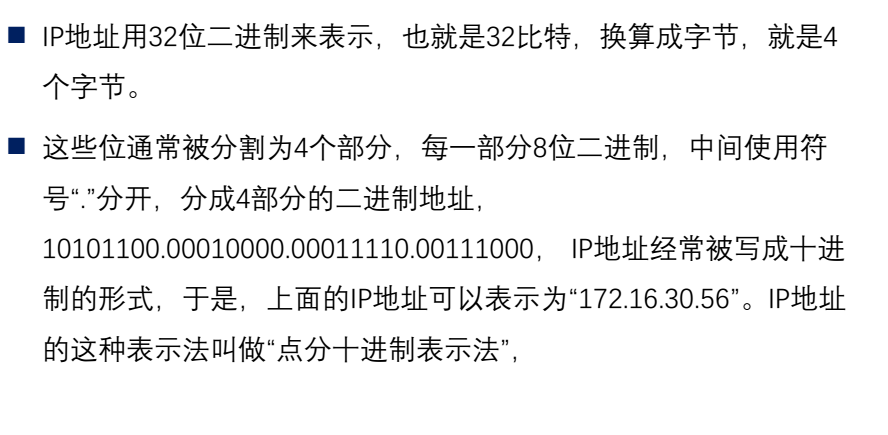 ■ IP地址用32位二进制来表示，也就是32比特，换算成字节，就是4
个字节。
■ 这些位通常被分割为4个部分，每一部分8位二进制，中间使用符
号“.”分开，分成4部分的二进制地址，
10101100.00010000.00011110.00111000， IP地址经常被写成十进
制的形式，于是，上面的IP地址可以表示为“172.16.30.56”。IP地址
的这种表示法叫做“点分十进制表示法”，